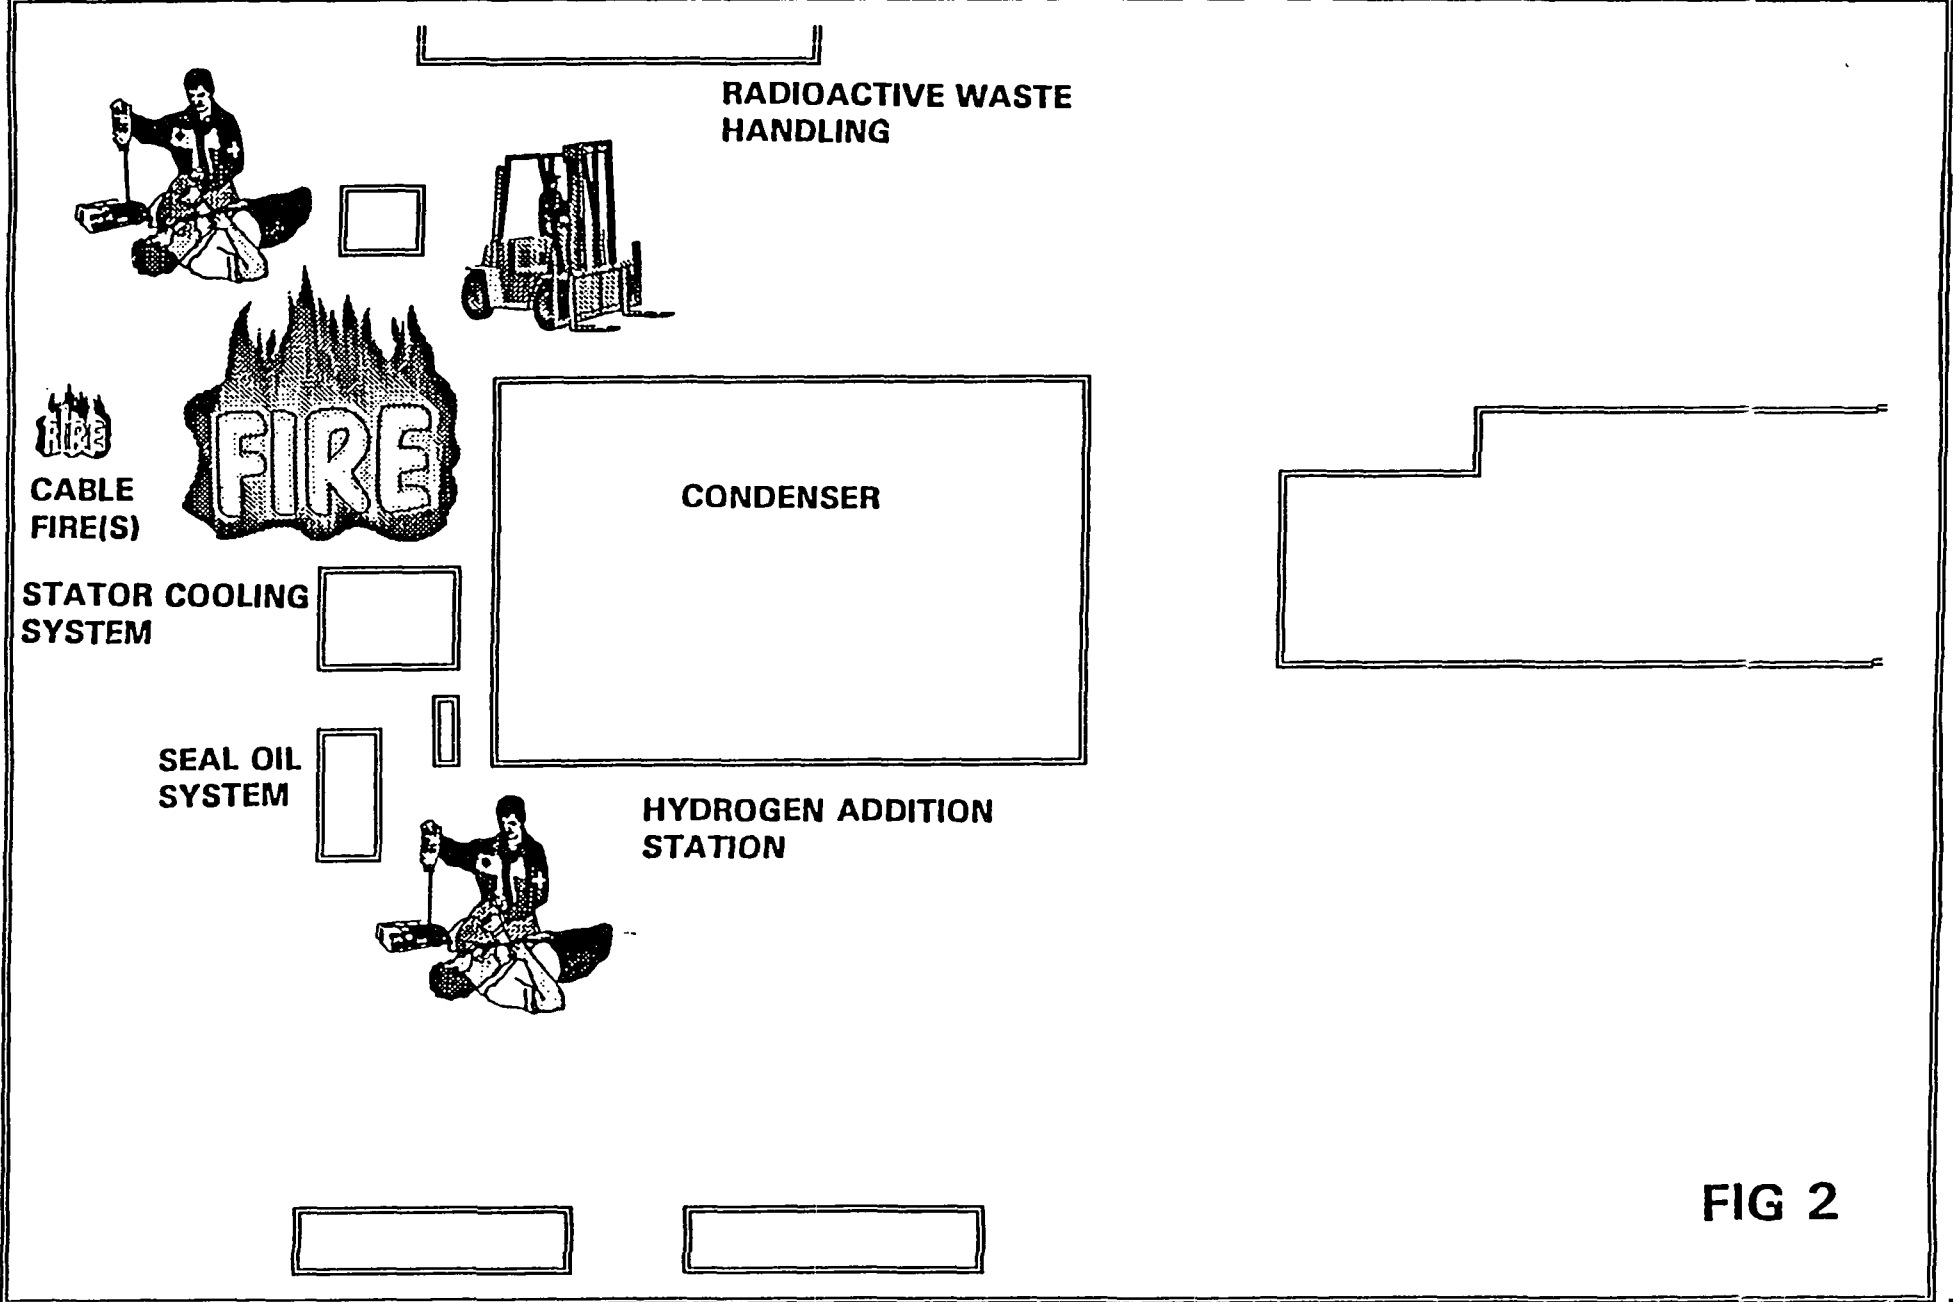 RADIOACTIVE WASTE
HANDLING
FIRE
FIRE
CABLE
FIRE(S)
CONDENSER
STATOR COOLING
SYSTEM
SEAL OIL
SYSTEM
HYDROGEN ADDITION
STATION
FIG 2